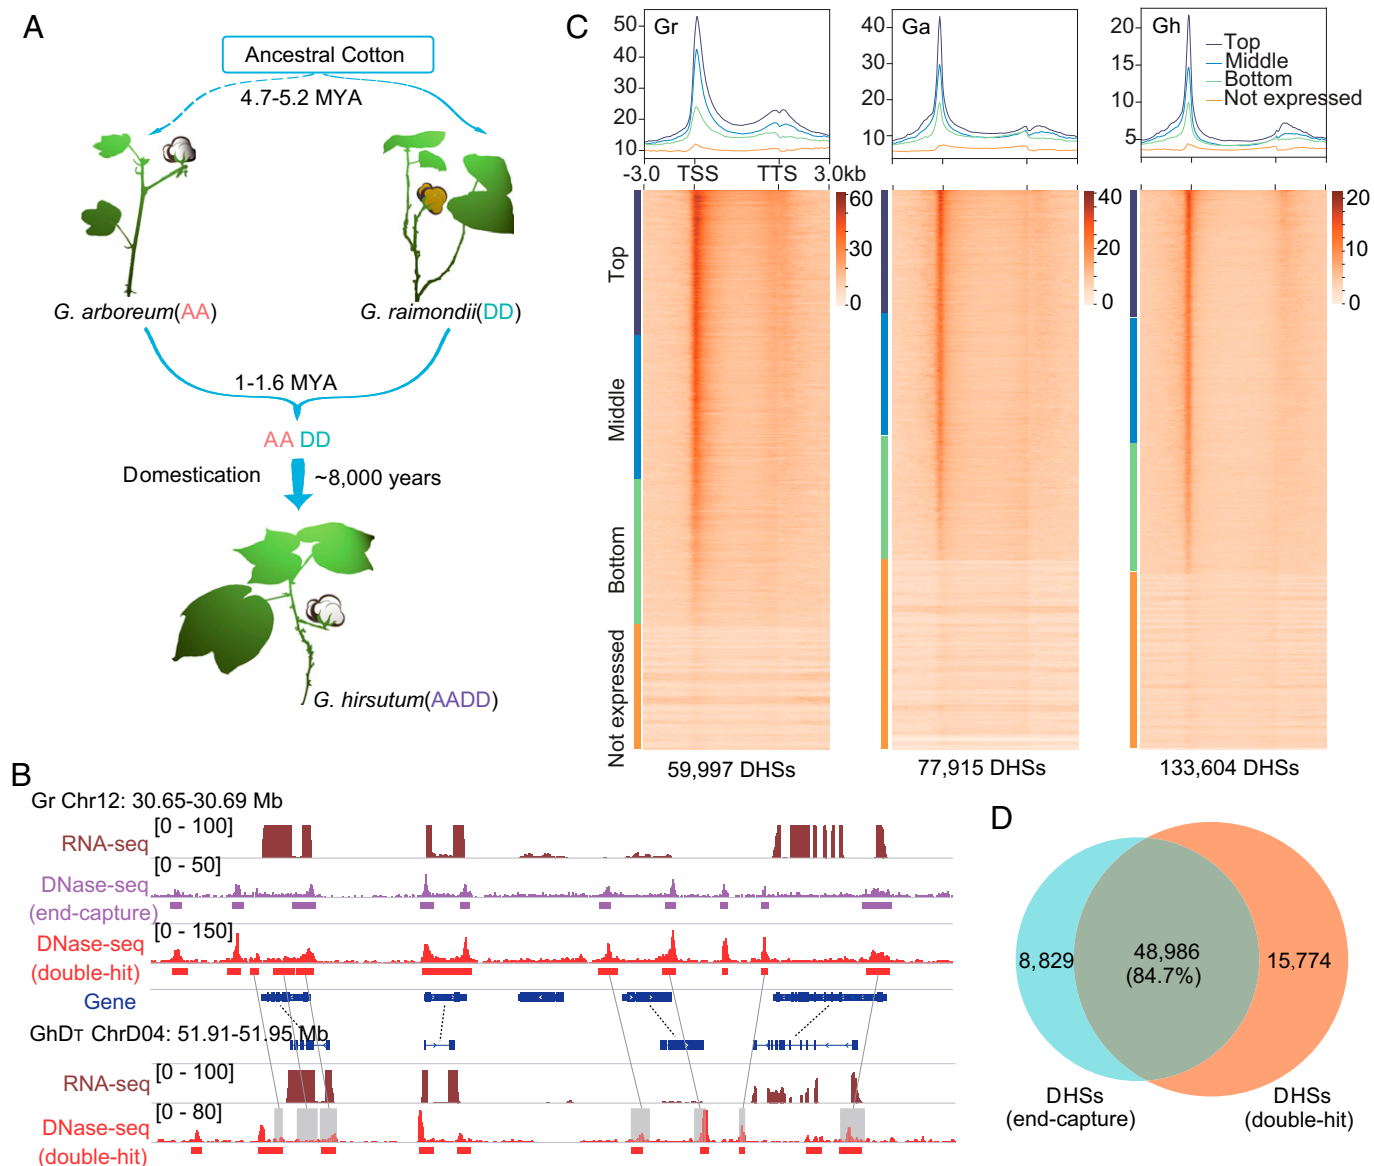 A
Ancestral Cotton
4.7-5.2 MYA
G. arboreum(AA)
G. raimondii(DD)
1-1.6 MYA
AA DD
Domestication
~8,000 years
G. hirsutum(AADD)
B
Gr Chr12: 30.65-30.69 Mb
[0 - 100]
RNA-seq
[0 - 50]
DNase-seq
(end-capture)
[0 - 150]
DNase-seq
(double-hit)
Gene
GhDT ChrD04: 51.91-51.95 Mb
[0 - 100]
RNA-seq
[0 - 80]
DNase-seq
(double-hit)
C
Gr
50
40
30
20
10
-3.0 TSS TTS 3.0kb
Ga
40
30
20
10
Gh
20
15
10
5
Top
Middle
Bottom
Not expressed
Top
Middle
Bottom
Not expressed
60
30
0
40
20
0
20
10
0
59,997 DHSs
77,915 DHSs
133,604 DHSs
D
8,829
48,986
(84.7%)
15,774
DHSs
(end-capture)
DHSs
(double-hit)